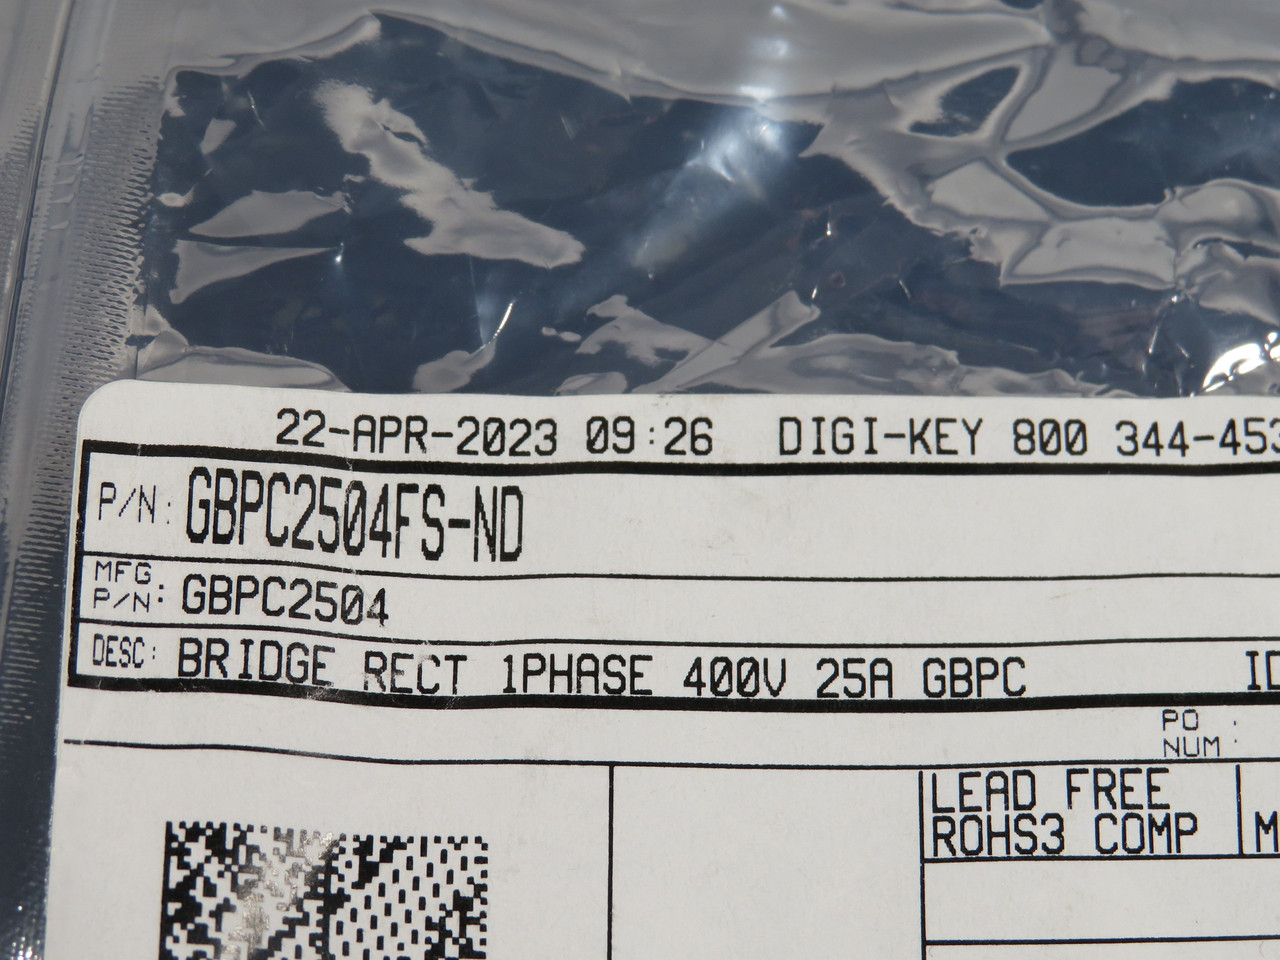 22-APR-2023 09:26 DIGI-KEY 800 344-453
P/N: GBPC2504FS-ND
MFG P/N: GBPC2504
DESC: BRIDGE RECT 1PHASE 400V 25A GBPC
PO NUM:
LEAD FREE
ROHS3 COMP